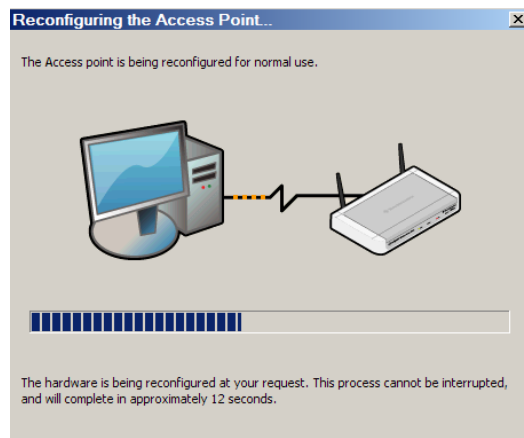 Reconfiguring the Access Point...
The Access point is being reconfigured for normal use.
The hardware is being reconfigured at your request. This process cannot be interrupted,
and will complete in approximately 12 seconds.